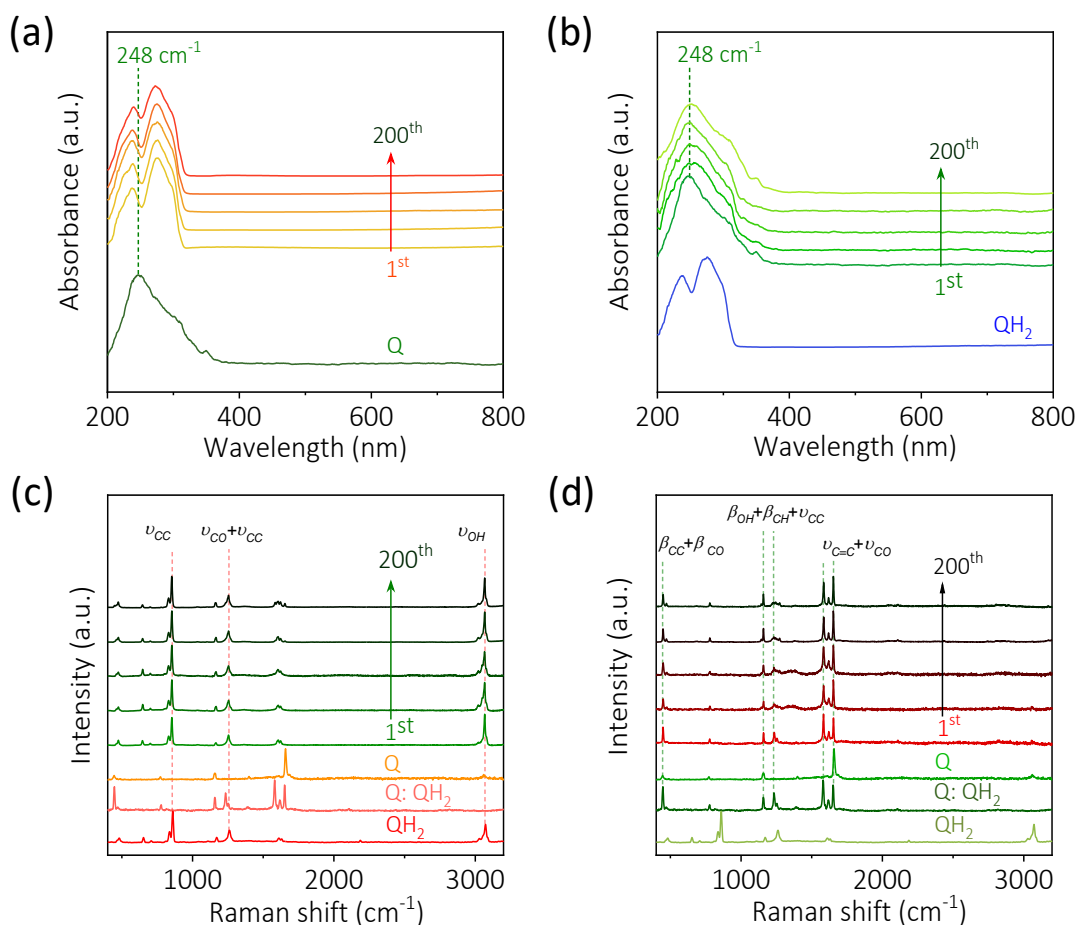 (a)
248 cm⁻¹
200ᵗʰ
1ˢᵗ
Q
Absorbance (a.u.)
200 400 600 800
Wavelength (nm)
(b)
248 cm⁻¹
200ᵗʰ
1ˢᵗ
QH₂
Absorbance (a.u.)
200 400 600 800
Wavelength (nm)
(c)
υCC υCO+υCC υOH
200ᵗʰ
1ˢᵗ
Q
Q: QH₂
QH₂
Intensity (a.u.)
1000 2000 3000
Raman shift (cm⁻¹)
(d)
βOH+βCH+υCC
βCC+βCO υC=C+υCO
200ᵗʰ
1ˢᵗ
Q
Q: QH₂
QH₂
Intensity (a.u.)
1000 2000 3000
Raman shift (cm⁻¹)